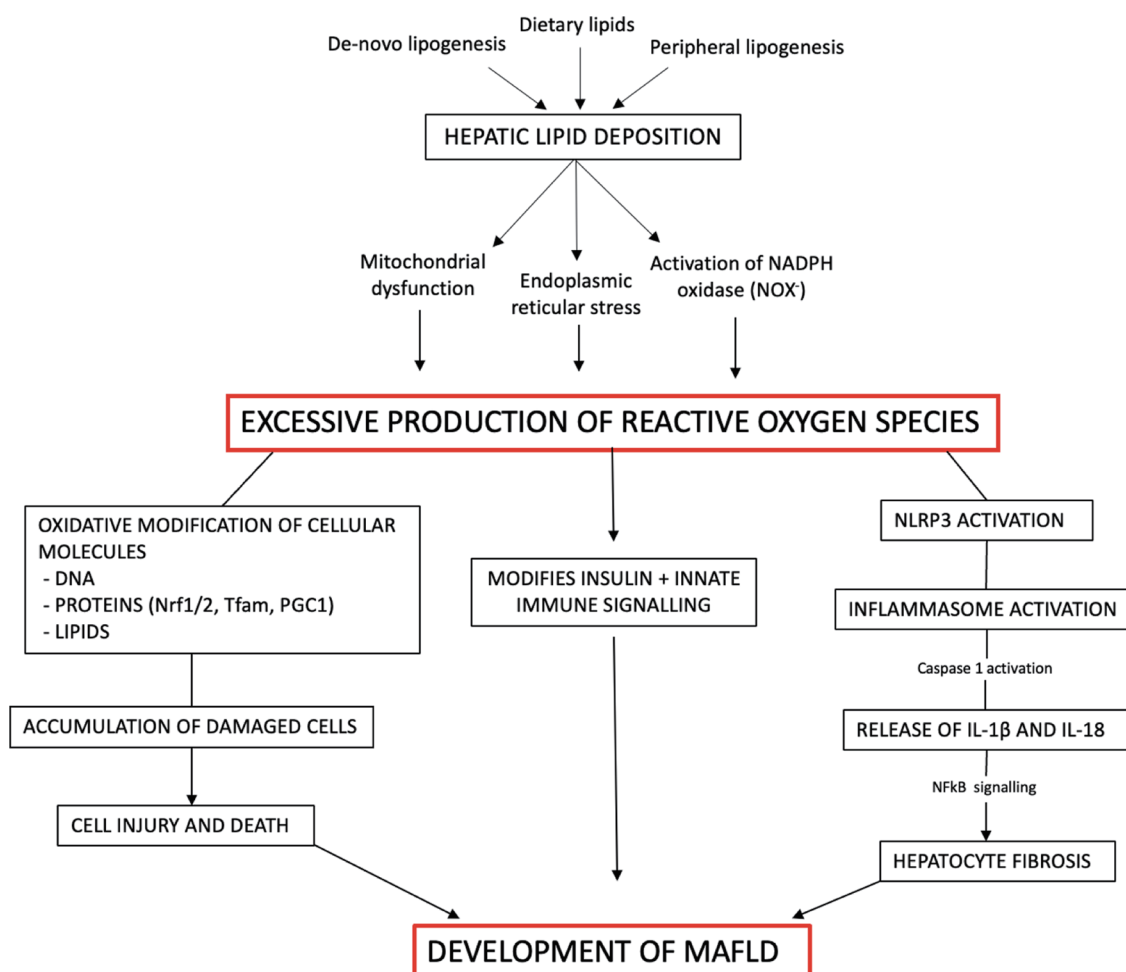 Dietary lipids
De-novo lipogenesis
Peripheral lipogenesis
HEPATIC LIPID DEPOSITION
Mitochondrial
dysfunction
Endoplasmic
reticular stress
Activation of NADPH
oxidase (NOX⁻)
EXCESSIVE PRODUCTION OF REACTIVE OXYGEN SPECIES
OXIDATIVE MODIFICATION OF CELLULAR
MOLECULES
- DNA
- PROTEINS (Nrf1/2, Tfam, PGC1)
- LIPIDS
ACCUMULATION OF DAMAGED CELLS
CELL INJURY AND DEATH
MODIFIES INSULIN + INNATE
IMMUNE SIGNALLING
NLRP3 ACTIVATION
INFLAMMASOME ACTIVATION
Caspase 1 activation
RELEASE OF IL-1β AND IL-18
NFkB signalling
HEPATOCYTE FIBROSIS
DEVELOPMENT OF MAFLD